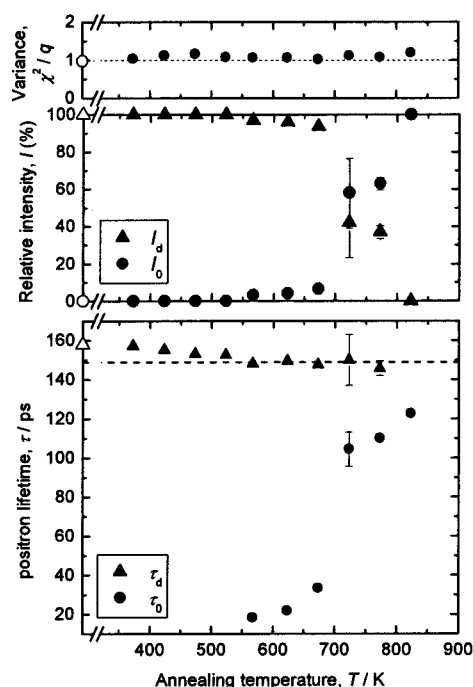 Variance,
χ² / q
2
1
0
Relative intensity, I (%)
100
80
60
40
20
0
I_d
I_0
positron lifetime, τ / ps
160
140
120
100
80
60
40
20
τ_d
τ_0
400 500 600 700 800 900
Annealing temperature, T / K